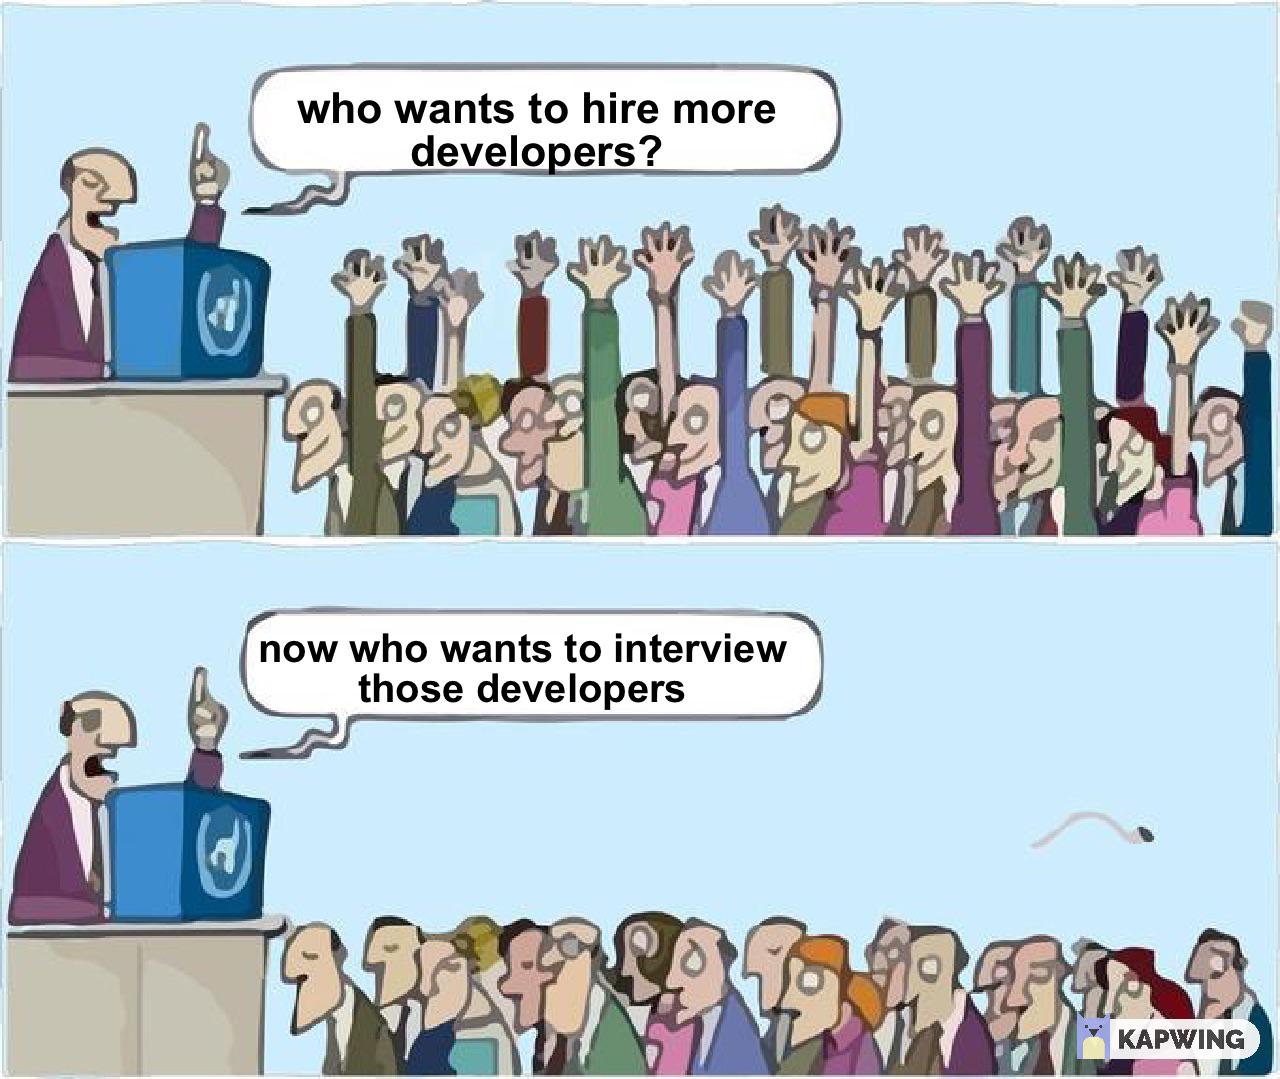 who wants to hire more
developers?
now who wants to interview
those developers
KAPWING